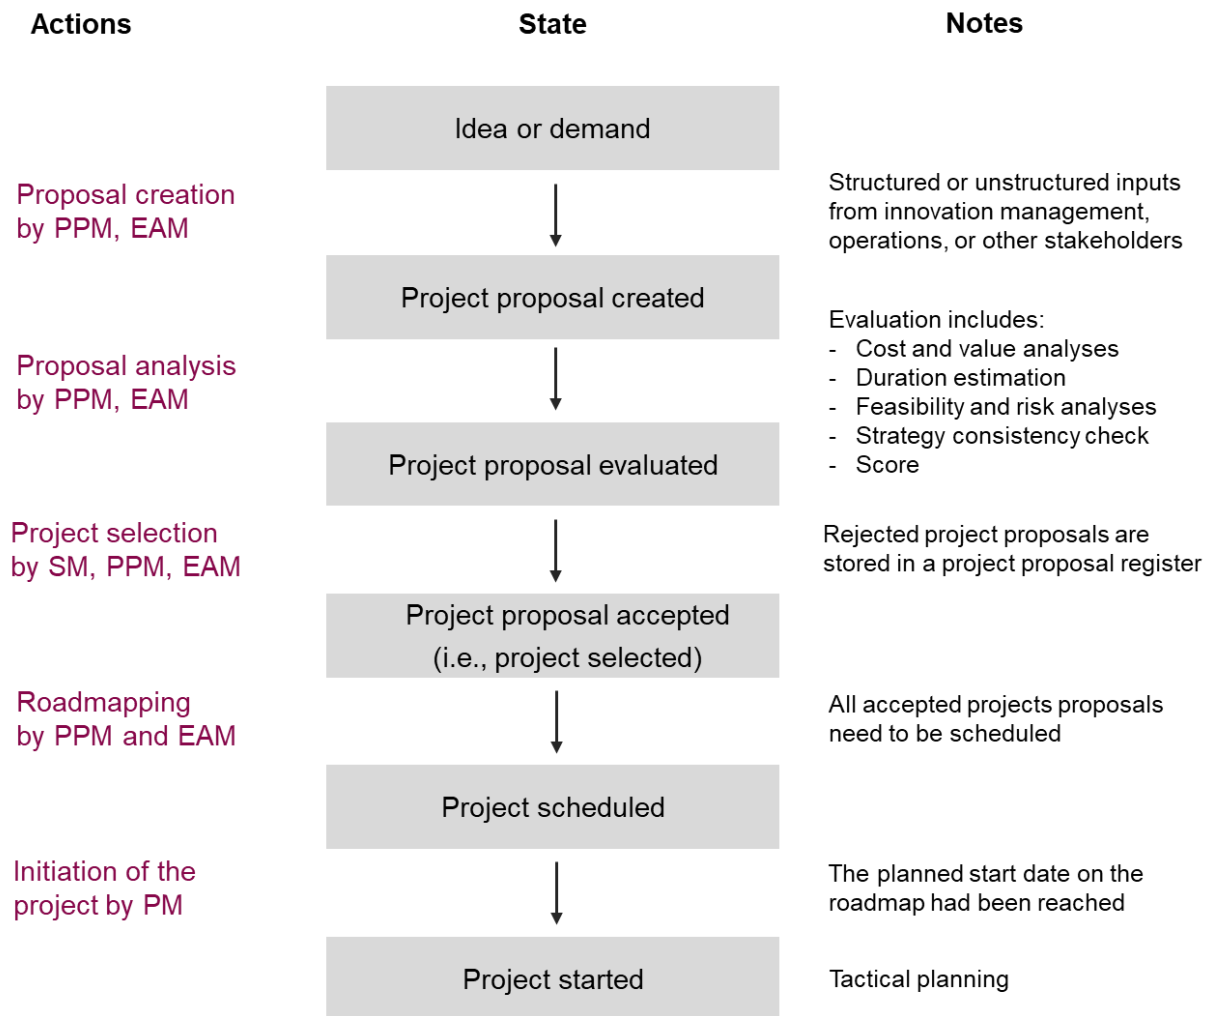 Actions
State
Notes
Idea or demand
Proposal creation
by PPM, EAM
Structured or unstructured inputs
from innovation management,
operations, or other stakeholders
Project proposal created
Proposal analysis
by PPM, EAM
Evaluation includes:
- Cost and value analyses
- Duration estimation
- Feasibility and risk analyses
- Strategy consistency check
- Score
Project proposal evaluated
Project selection
by SM, PPM, EAM
Rejected project proposals are
stored in a project proposal register
Project proposal accepted
(i.e., project selected)
Roadmapping
by PPM and EAM
All accepted projects proposals
need to be scheduled
Project scheduled
Initiation of the
project by PM
The planned start date on the
roadmap had been reached
Project started
Tactical planning